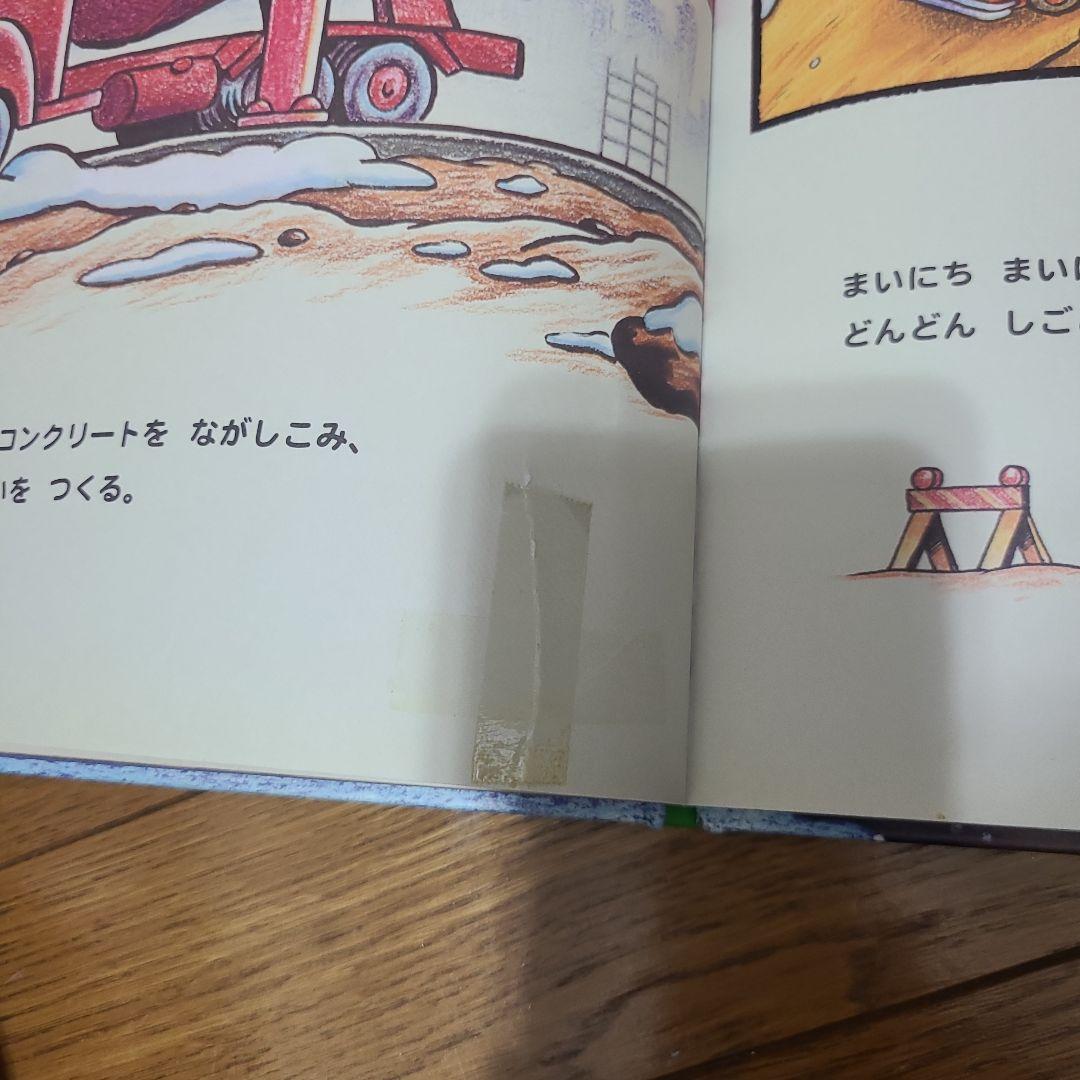 コンクリートを ながしこみ、
を つくる。
まいにち まい
どんどん しご